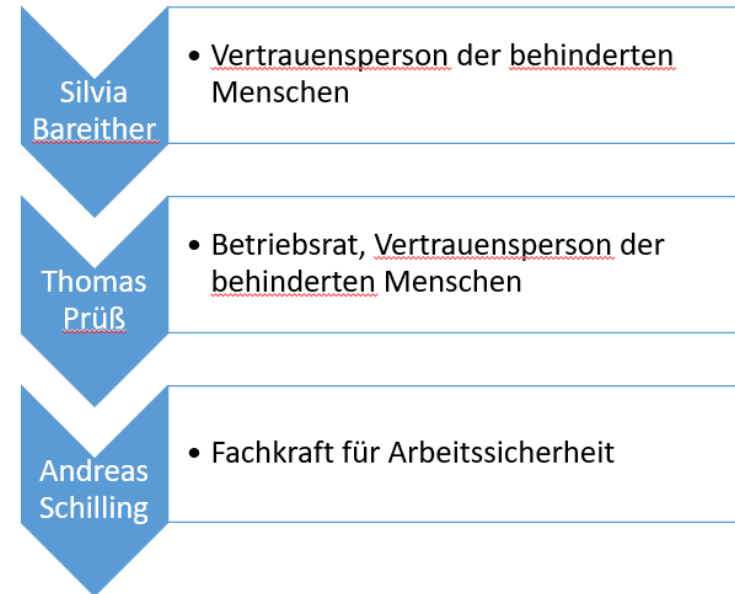 Silvia
Bareither
• Vertrauensperson der behinderten
Menschen
Thomas
Prüß
• Betriebsrat, Vertrauensperson der
behinderten Menschen
Andreas
Schilling
• Fachkraft für Arbeitssicherheit